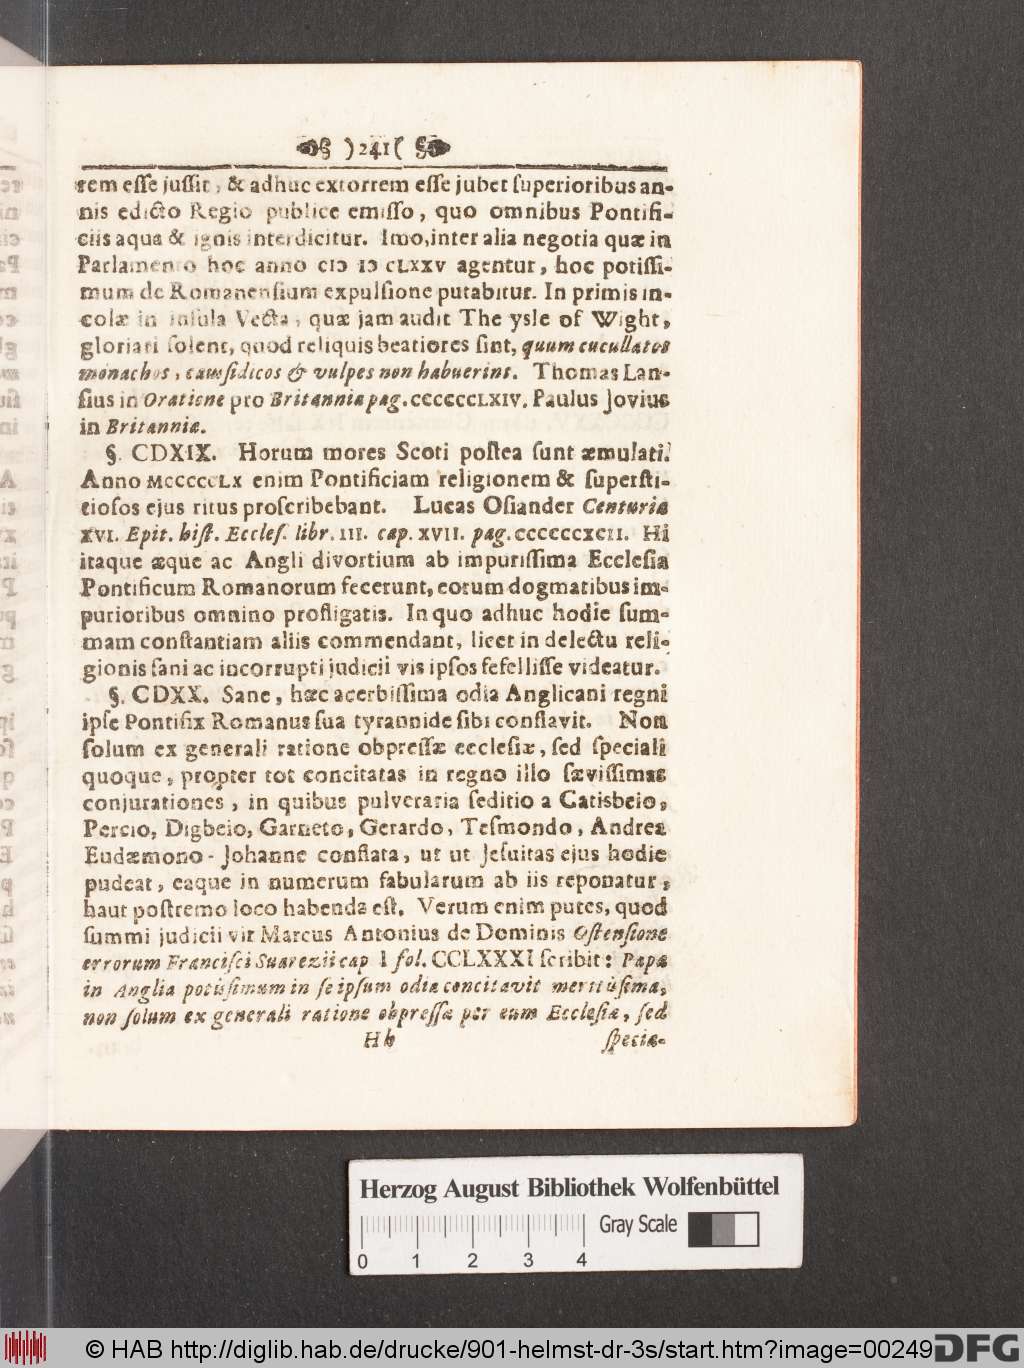 )241(
rem esse jussit, & adhuc extorrem esse jubet superioribus an-
nis edicto Regio publice emisso, quo omnibus Pontifi-
ciis aqua & ignis interdicitur. Imo, inter alia negotia quæ in
Parlamento hoc anno CIↃ IↃ CLXXV agentur, hoc potissi-
mum de Romanensium expulsione putabitur. In primis in-
colæ in insula Vecta, quæ jam audit The ysle of Wight,
gloriari solent, quod reliquis beatiores sint, quum cucullatos
monachos, causidicos & vulpes non habuerint. Thomas Lan-
sius in Oratione pro Britannia pag. CCCCCCCLXIV. Paulus Jovius
in Britannia.
§. CDXIX. Horum mores Scoti postea sunt æmulati.
Anno MCCCCCLX enim Pontificiam religionem & supersti-
tiosos ejus ritus proscribebant. Lucas Osiander Centuria
XVI. Epit. hist. Eccles. libr. III. cap. XVII. pag. CCCCCCXCII. Hi
itaque æque ac Angli divortium ab impurissima Ecclesia
Pontificum Romanorum fecerunt, eorum dogmatibus im-
purioribus omnino profligatis. In quo adhuc hodie sum-
mam constantiam aliis commendant, licet in delectu reli-
gionis sani ac incorrupti judicii vis ipsos fefellisse videatur.
§. CDXX. Sane, hæc acerbissima odia Anglicani regni
ipse Pontifix Romanus sua tyrannide sibi conflavit. Non
solum ex generali ratione obpressæ ecclesiæ, sed speciali
quoque, propter tot concitatas in regno illo sævissimas
conjurationes, in quibus pulveraria seditio a Catisbeio,
Percio, Digbeio, Garneto, Gerardo, Tesmondo, Andrea
Eudæmono-Johanne conflata, ut ut Jesuitas ejus hodie
pudeat, eaque in numerum fabularum ab iis reponatur,
haut postremo loco habenda est. Verum enim putes, quod
summi judicii vir Marcus Antonius de Dominis Ostensione
errorum Francisci Suarezii cap I fol. CCLXXXI scribit: Papa
in Anglia potissimum in se ipsum odia concitavit meritissima,
non solum ex generali ratione obpressæ per eum Ecclesiæ, sed
Hh specia-
Herzog August Bibliothek Wolfenbüttel
Gray Scale
0 1 2 3 4
© HAB http://diglib.hab.de/drucke/901-helmst-dr-3s/start.htm?image=00249
DFG